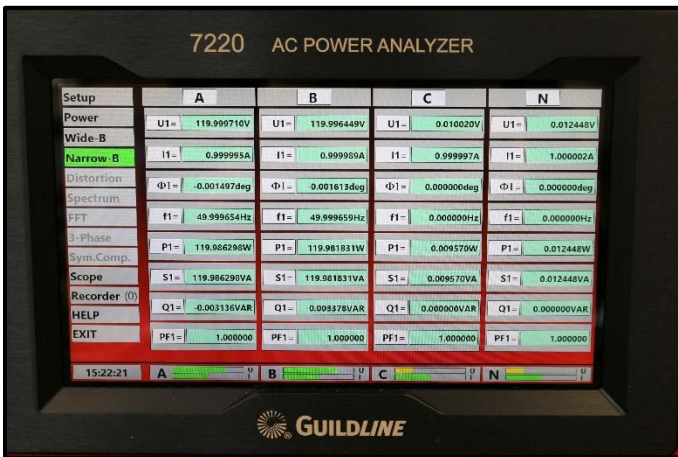 7220 AC POWER ANALYZER
Setup A B C N
Power U1= 119.999710V U1= 119.996449V U1= 0.010020V U1= 0.012448V
Wide-B
Narrow-B I1= 0.999995A I1= 0.999989A I1= 0.999997A I1= 1.000002A
Distortion Φ1= -0.001497deg Φ1= -0.001613deg Φ1= 0.000000deg Φ1= 0.000000deg
Spectrum
FFT f1= 49.999654Hz f1= 49.999659Hz f1= 0.000000Hz f1= 0.000000Hz
3-Phase P1= 119.986298W P1= 119.981831W P1= 0.009570W P1= 0.012448W
Sym.Comp.
Scope S1= 119.986298VA S1= 119.981831VA S1= 0.009570VA S1= 0.012448VA
Recorder (0) Q1= -0.003136VAR Q1= -0.003378VAR Q1= 0.000000VAR Q1= 0.000000VAR
HELP
EXIT PF1= 1.000000 PF1= 1.000000 PF1= 1.000000 PF1= 1.000000
15:22:21 A U I B U I C U I N U I
GUILDLINE